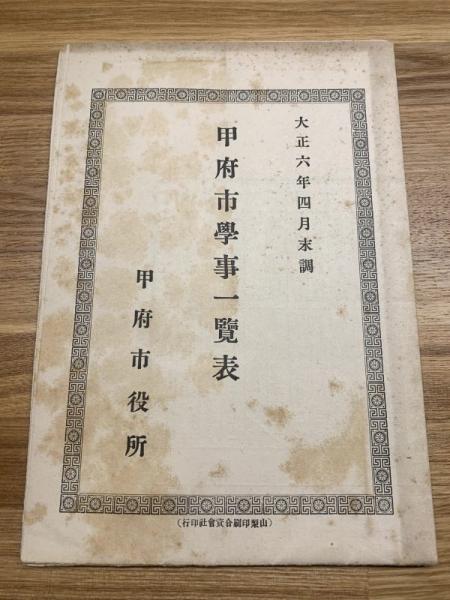 大正六年四月末調
甲府市學事一覽表
甲府市役所
(山梨印刷合資會社印行)